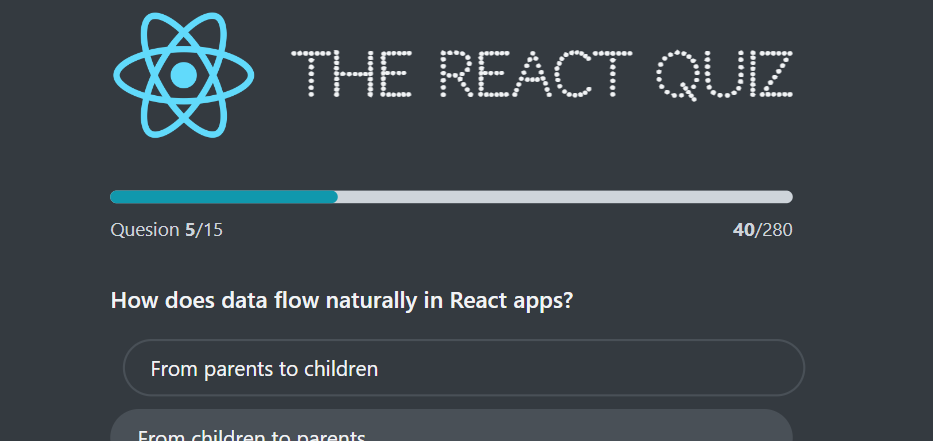 THE REACT QUIZ
Quesion 5/15
40/280
How does data flow naturally in React apps?
From parents to children
From children to parents